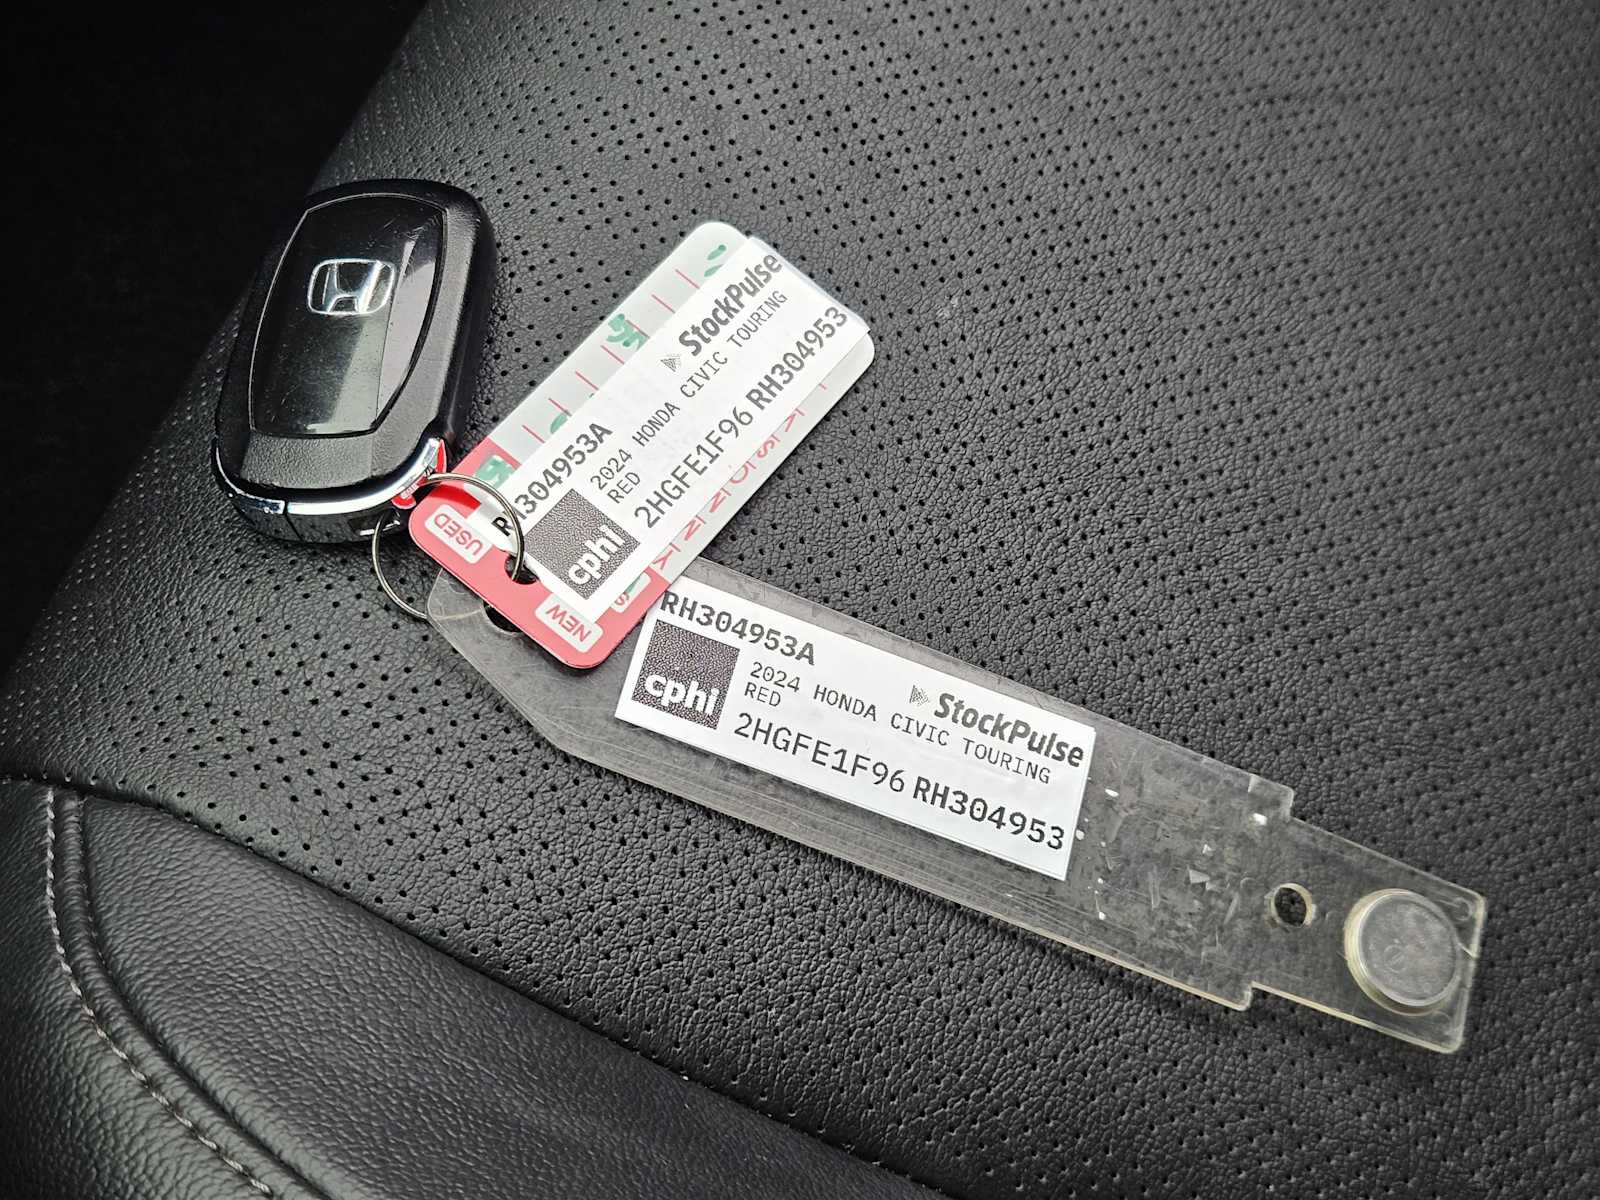 StockPulse
RH304953A
2024 HONDA CIVIC TOURING
RED
2HGFE1F96 RH304953
cphi
USED
NEW
RH304953A
StockPulse
2024 HONDA CIVIC TOURING
RED
cphi
2HGFE1F96 RH304953